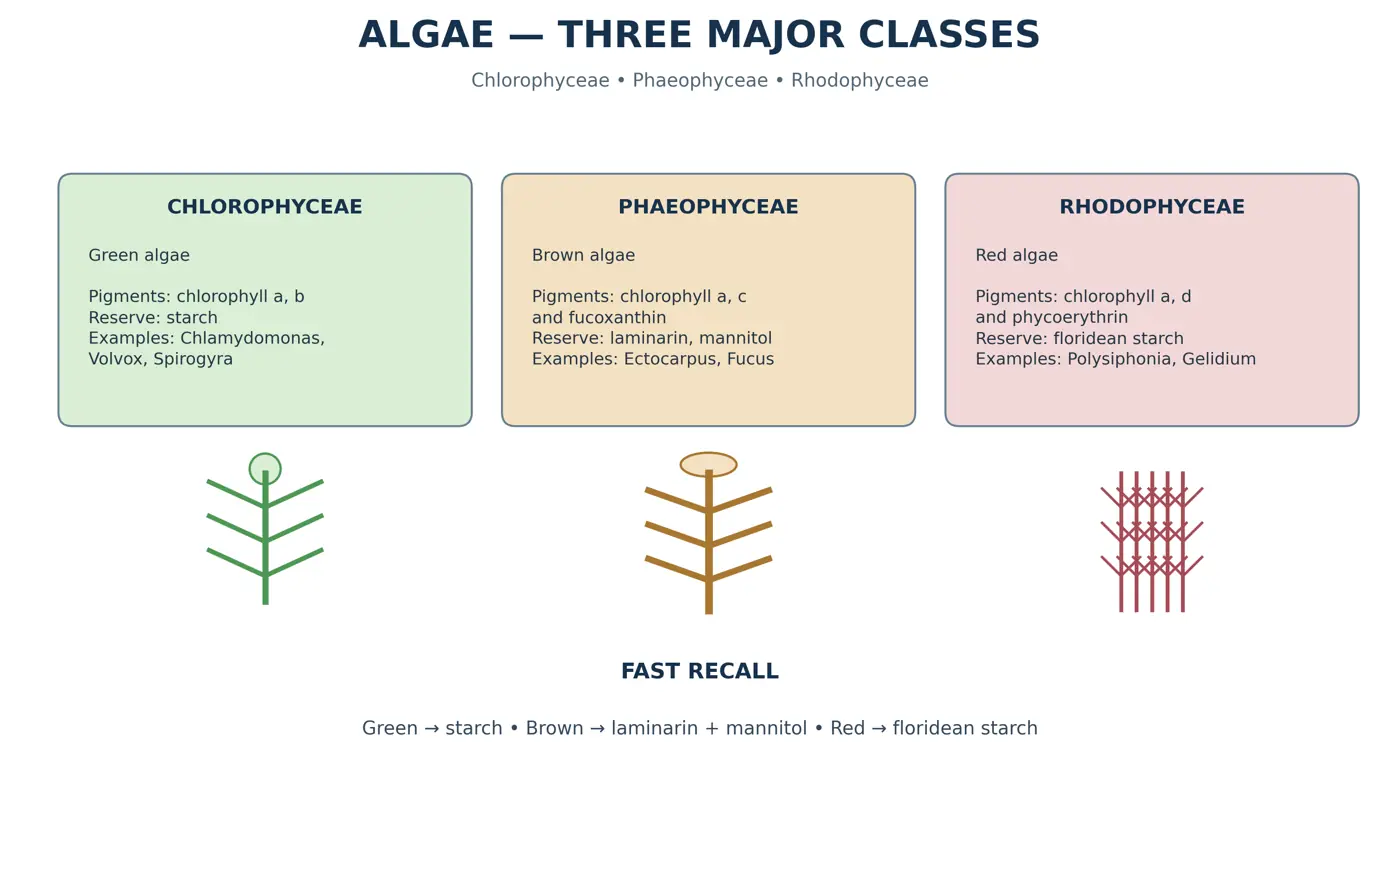 ALGAE — THREE MAJOR CLASSES
Chlorophyceae • Phaeophyceae • Rhodophyceae
CHLOROPHYCEAE
Green algae
Pigments: chlorophyll a, b
Reserve: starch
Examples: Chlamydomonas,
Volvox, Spirogyra
PHAEOPHYCEAE
Brown algae
Pigments: chlorophyll a, c
and fucoxanthin
Reserve: laminarin, mannitol
Examples: Ectocarpus, Fucus
RHODOPHYCEAE
Red algae
Pigments: chlorophyll a, d
and phycoerythrin
Reserve: floridean starch
Examples: Polysiphonia, Gelidium
FAST RECALL
Green → starch • Brown → laminarin + mannitol • Red → floridean starch